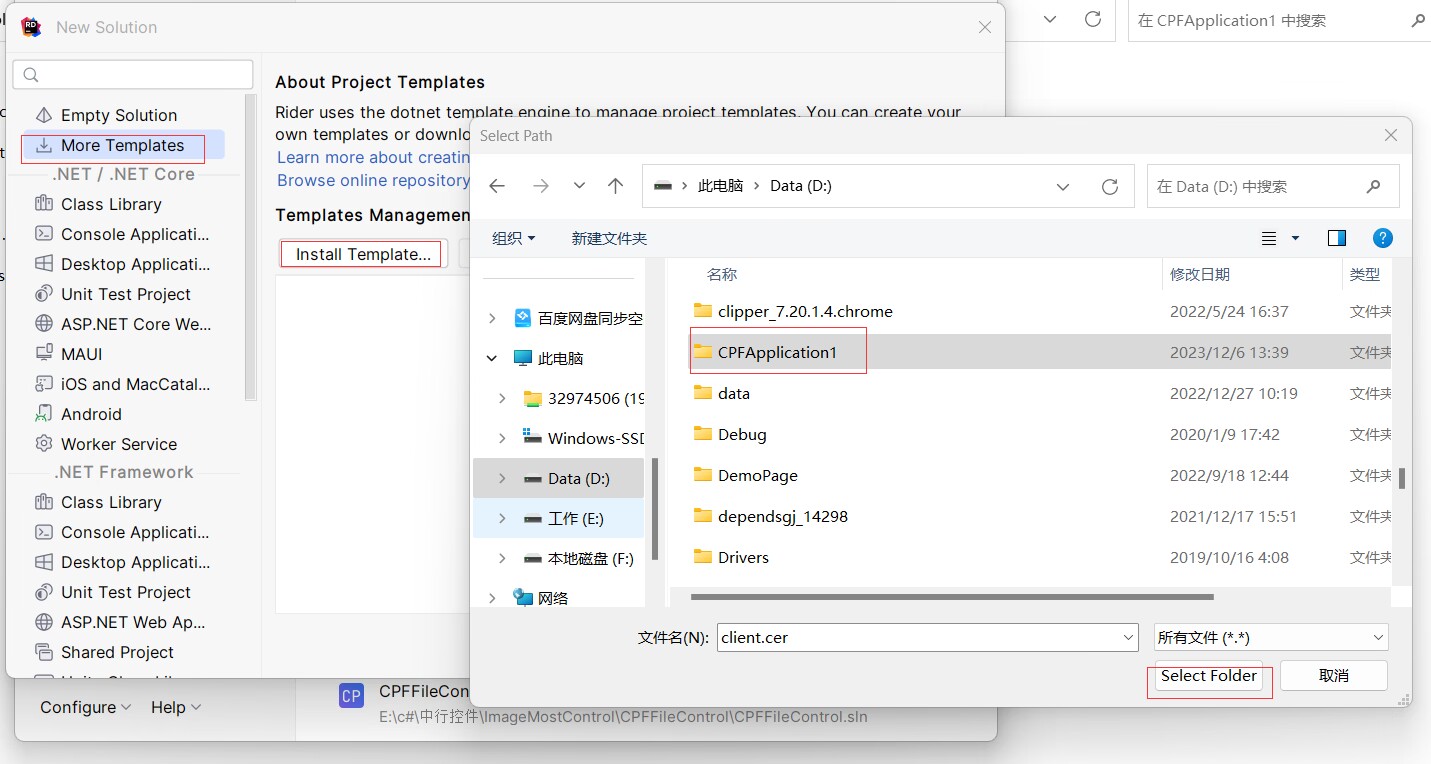 New Solution
在 CPFApplication1 中搜索
Empty Solution
More Templates
.NET / .NET Core
Class Library
Console Applicati...
Desktop Applicati...
Unit Test Project
ASP.NET Core We...
MAUI
iOS and MacCatal...
Android
Worker Service
.NET Framework
Class Library
Console Applicati...
Desktop Applicati...
Unit Test Project
ASP.NET Web Ap...
Shared Project
About Project Templates
Rider uses the dotnet template engine to manage project templates. You can create your
own templates or downlo
Learn more about creatin
Browse online repository
Templates Managemen
Install Template...
Configure
Help
CP
CPFFileCon
E:\c#\中行控件\ImageMostControl\CPFFileControl\CPFFileControl.sln
Select Path
此电脑 Data (D:)
在 Data (D:) 中搜索
组织
新建文件夹
百度网盘同步空
此电脑
32974506 (19
Windows-SSD
Data (D:)
工作 (E:)
本地磁盘 (F:)
网络
名称 修改日期 类型
clipper_7.20.1.4.chrome 2022/5/24 16:37 文件夹
CPFApplication1 2023/12/6 13:39 文件夹
data 2022/12/27 10:19 文件夹
Debug 2020/1/9 17:42 文件夹
DemoPage 2022/9/18 12:44 文件夹
dependsgj_14298 2021/12/17 15:51 文件夹
Drivers 2019/10/16 4:08 文件夹
文件名(N): client.cer
所有文件 (*.*)
Select Folder
取消